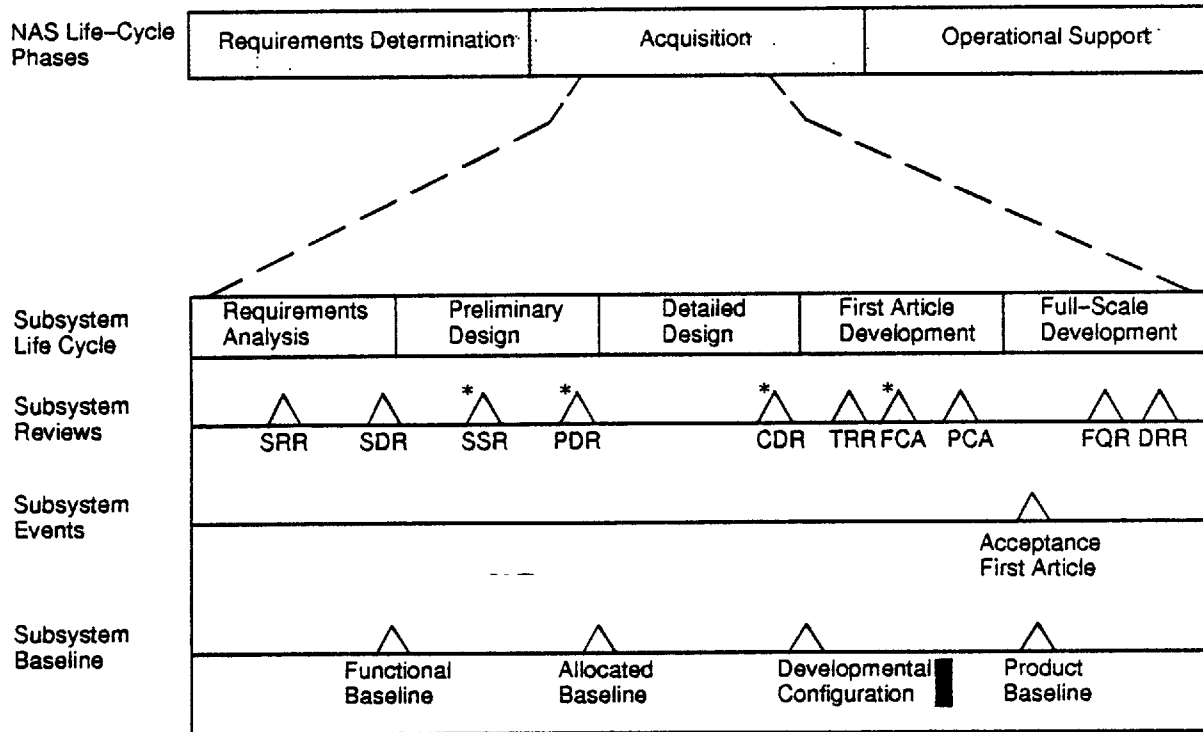 NAS Life–Cycle
Phases
Requirements Determination
Acquisition
Operational Support
Subsystem
Life Cycle
Requirements
Analysis
Preliminary
Design
Detailed
Design
First Article
Development
Full–Scale
Development
Subsystem
Reviews
* * * *
SRR SDR SSR PDR CDR TRR FCA PCA FQR DRR
Subsystem
Events
Acceptance
First Article
Subsystem
Baseline
Functional
Baseline
Allocated
Baseline
Developmental
Configuration
Product
Baseline